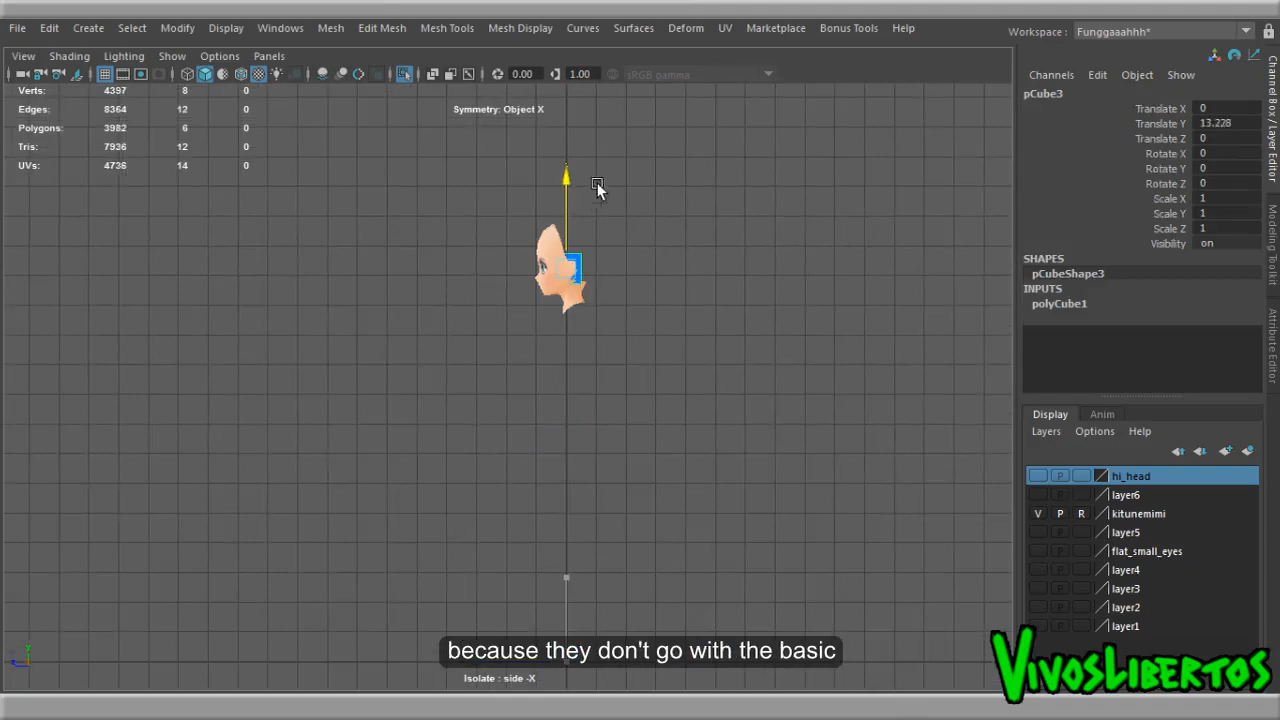 File Edit Create Select Modify Display Windows Mesh Edit Mesh Mesh Tools Mesh Display Curves Surfaces Deform UV Marketplace Bonus Tools Help Workspace : Funggaaahhh*
View Shading Lighting Show Options Panels
0.00 1.00 sRGB gamma
Channels Edit Object Show
Verts: 4397 8 0
Edges: 8364 12 0
Polygons: 3982 6 0
Tris: 7936 12 0
UVs: 4736 14 0
Symmetry: Object X
pCube3
Translate X 0
Translate Y 13.228
Translate Z 0
Rotate X 0
Rotate Y 0
Rotate Z 0
Scale X 1
Scale Y 1
Scale Z 1
Visibility on
SHAPES
pCubeShape3
INPUTS
polyCube1
Display Anim
Layers Options Help
P hi_head
P layer6
V P R kitunemimi
P layer5
P flat_small_eyes
P layer4
P layer3
P layer2
P layer1
Channel Box / Layer Editor
Modeling Toolkit
Attribute Editor
because they don't go with the basic
Isolate : side -X
y
z
VIVOSLIBERTOS